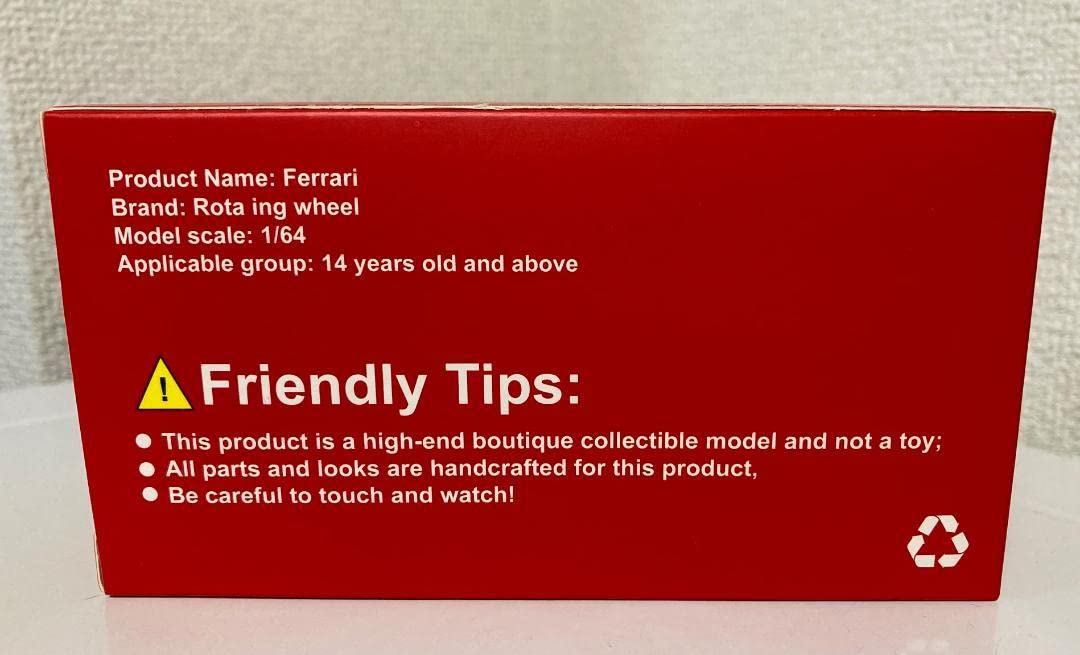 Product Name: Ferrari
Brand: Rota ing wheel
Model scale: 1/64
Applicable group: 14 years old and above
! Friendly Tips:
● This product is a high-end boutique collectible model and not a toy;
● All parts and looks are handcrafted for this product,
● Be careful to touch and watch!